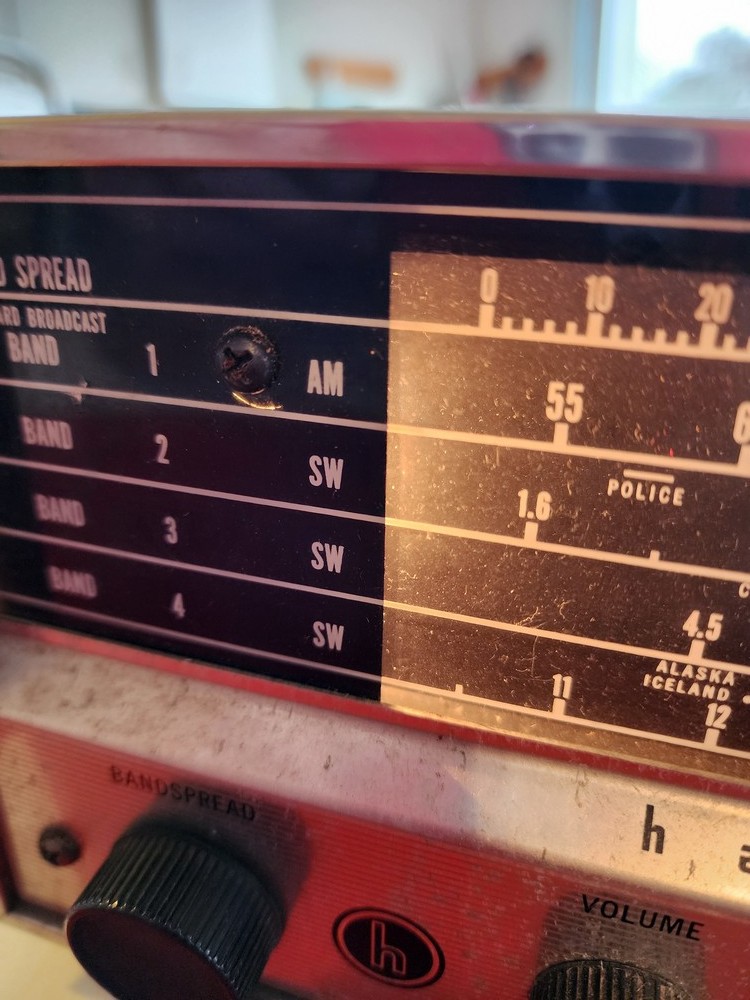 SPREAD
0 10 20
BROADCAST
BAND 1 AM
55
BAND 2 SW
POLICE
1.6
BAND 3 SW
4.5
BAND 4 SW
ALASKA
ICELAND
11 12
BANDSPREAD
h
VOLUME
h